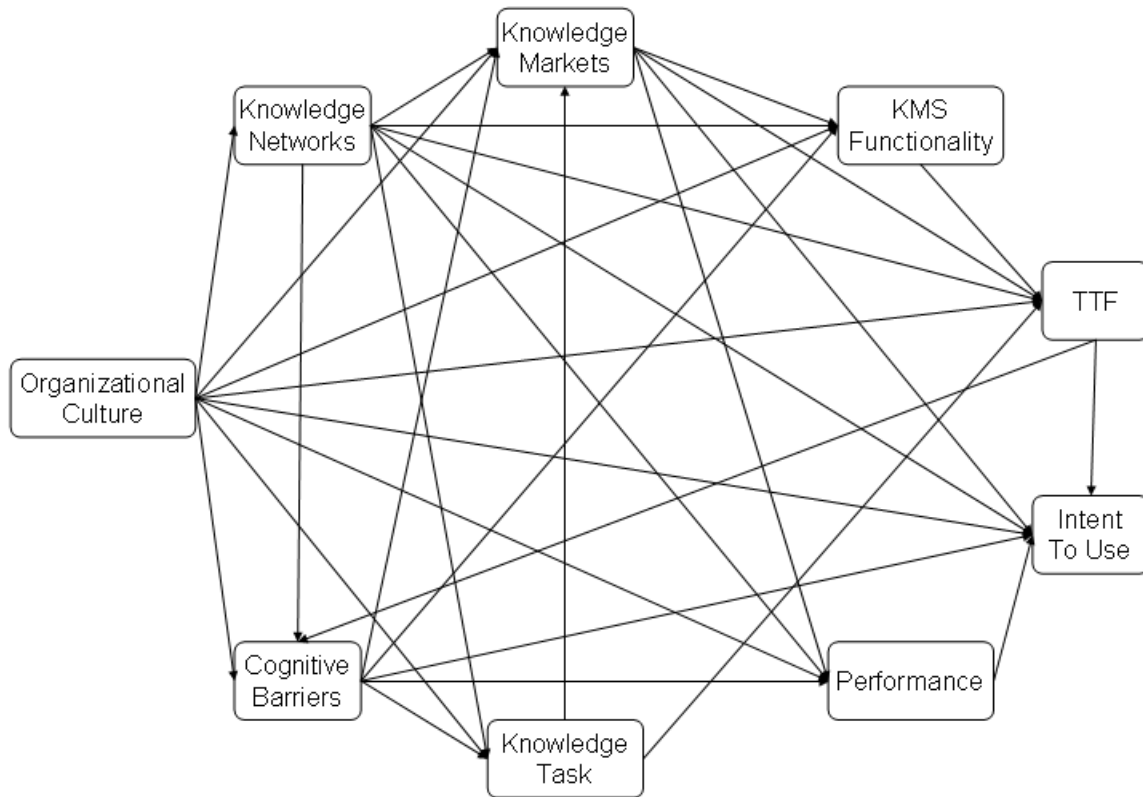 Knowledge
Markets
Knowledge
Networks
KMS
Functionality
TTF
Organizational
Culture
Intent
To Use
Cognitive
Barriers
Performance
Knowledge
Task